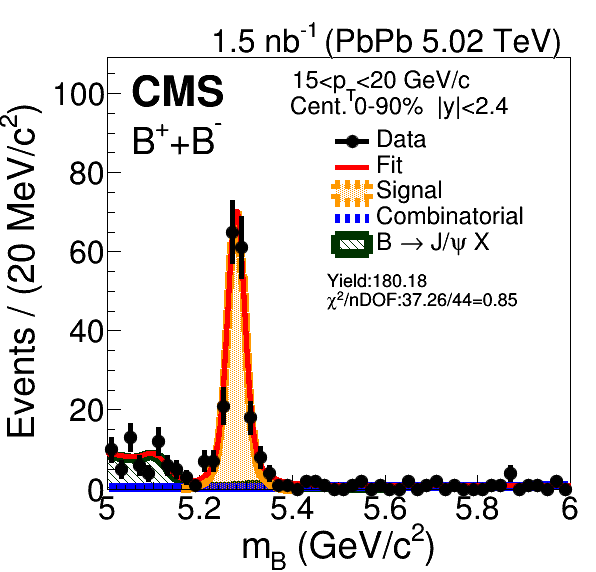 1.5 nb⁻¹ (PbPb 5.02 TeV)
CMS
15<p_T<20 GeV/c
Cent. 0-90% |y|<2.4
B⁺+B⁻
Data
Fit
Signal
Combinatorial
B → J/ψ X
Yield:180.18
χ²/nDOF:37.26/44=0.85
Events / (20 MeV/c²)
100
80
60
40
20
0
5 5.2 5.4 5.6 5.8 6
m_B (GeV/c²)